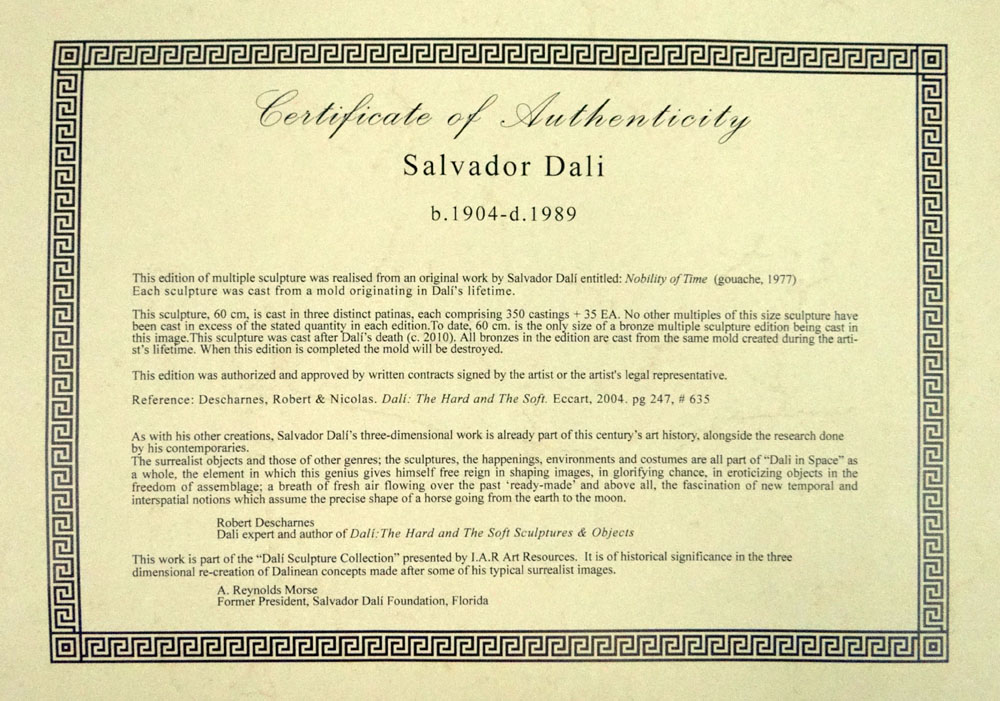 Certificate of Authenticity
Salvador Dali
b.1904-d.1989
This edition of multiple sculpture was realised from an original work by Salvador Dalí entitled: Nobility of Time (gouache, 1977)
Each sculpture was cast from a mold originating in Dalí's lifetime.
This sculpture, 60 cm, is cast in three distinct patinas, each comprising 350 castings + 35 EA. No other multiples of this size sculpture have
been cast in excess of the stated quantity in each edition.To date, 60 cm. is the only size of a bronze multiple sculpture edition being cast in
this image.This sculpture was cast after Dalí's death (c. 2010). All bronzes in the edition are cast from the same mold created during the arti-
st's lifetime. When this edition is completed the mold will be destroyed.
This edition was authorized and approved by written contracts signed by the artist or the artist's legal representative.
Reference: Descharnes, Robert & Nicolas. Dalí: The Hard and The Soft. Eccart, 2004. pg 247, # 635
As with his other creations, Salvador Dalí's three-dimensional work is already part of this century's art history, alongside the research done
by his contemporaries.
The surrealist objects and those of other genres; the sculptures, the happenings, environments and costumes are all part of "Dali in Space" as
a whole, the element in which this genius gives himself free reign in shaping images, in glorifying chance, in eroticizing objects in the
freedom of assemblage; a breath of fresh air flowing over the past 'ready-made' and above all, the fascination of new temporal and
interspatial notions which assume the precise shape of a horse going from the earth to the moon.
Robert Descharnes
Dalí expert and author of Dalí:The Hard and The Soft Sculptures & Objects
This work is part of the "Dalí Sculpture Collection" presented by I.A.R Art Resources. It is of historical significance in the three
dimensional re-creation of Dalinean concepts made after some of his typical surrealist images.
A. Reynolds Morse
Former President, Salvador Dalí Foundation, Florida